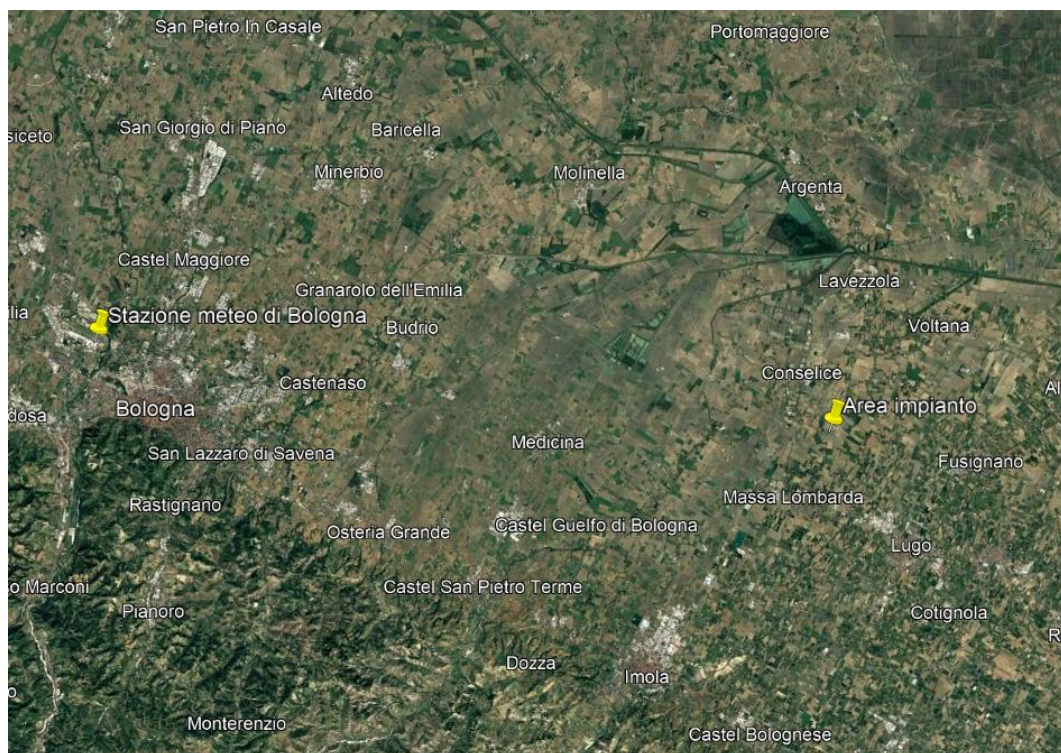 San Pietro In Casale
Portomaggiore
Altedo
San Giorgio di Piano
Baricella
siceto
Minerbio
Molinella
Argenta
Castel Maggiore
Lavezzola
Granarolo dell'Emilia
ilia
Stazione meteo di Bologna
Budrio
Voltana
Conselice
Castenaso
Al
Bologna
Area impianto
dosa
Medicina
San Lazzaro di Savena
Fusignano
Massa Lombarda
Rastignano
Castel Guelfo di Bologna
Osteria Grande
Lugo
so Marconi
Castel San Pietro Terme
Pianoro
Cotignola
R
Dozza
Imola
o
Monterenzio
Castel Bolognese